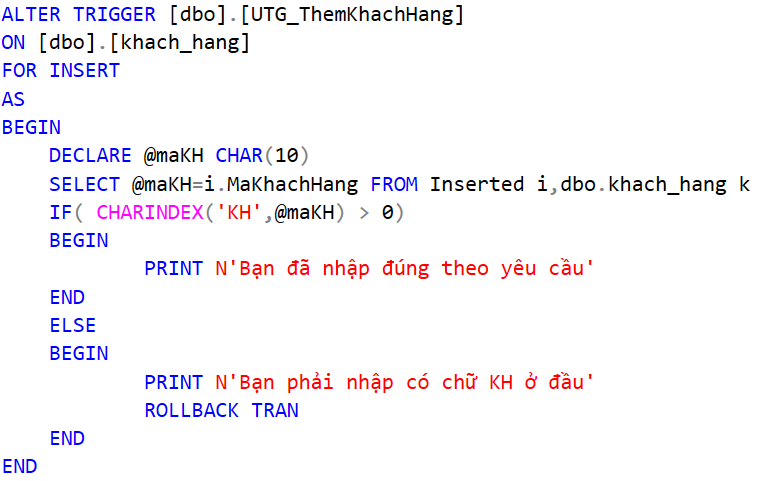 ALTER TRIGGER [dbo].[UTG_ThemKhachHang]
ON [dbo].[khach_hang]
FOR INSERT
AS
BEGIN
    DECLARE @maKH CHAR(10)
    SELECT @maKH=i.MaKhachHang FROM Inserted i,dbo.khach_hang k
    IF( CHARINDEX('KH',@maKH) > 0)
    BEGIN
            PRINT N'Bạn đã nhập đúng theo yêu cầu'
    END
    ELSE
    BEGIN
            PRINT N'Bạn phải nhập có chữ KH ở đầu'
            ROLLBACK TRAN
    END
END